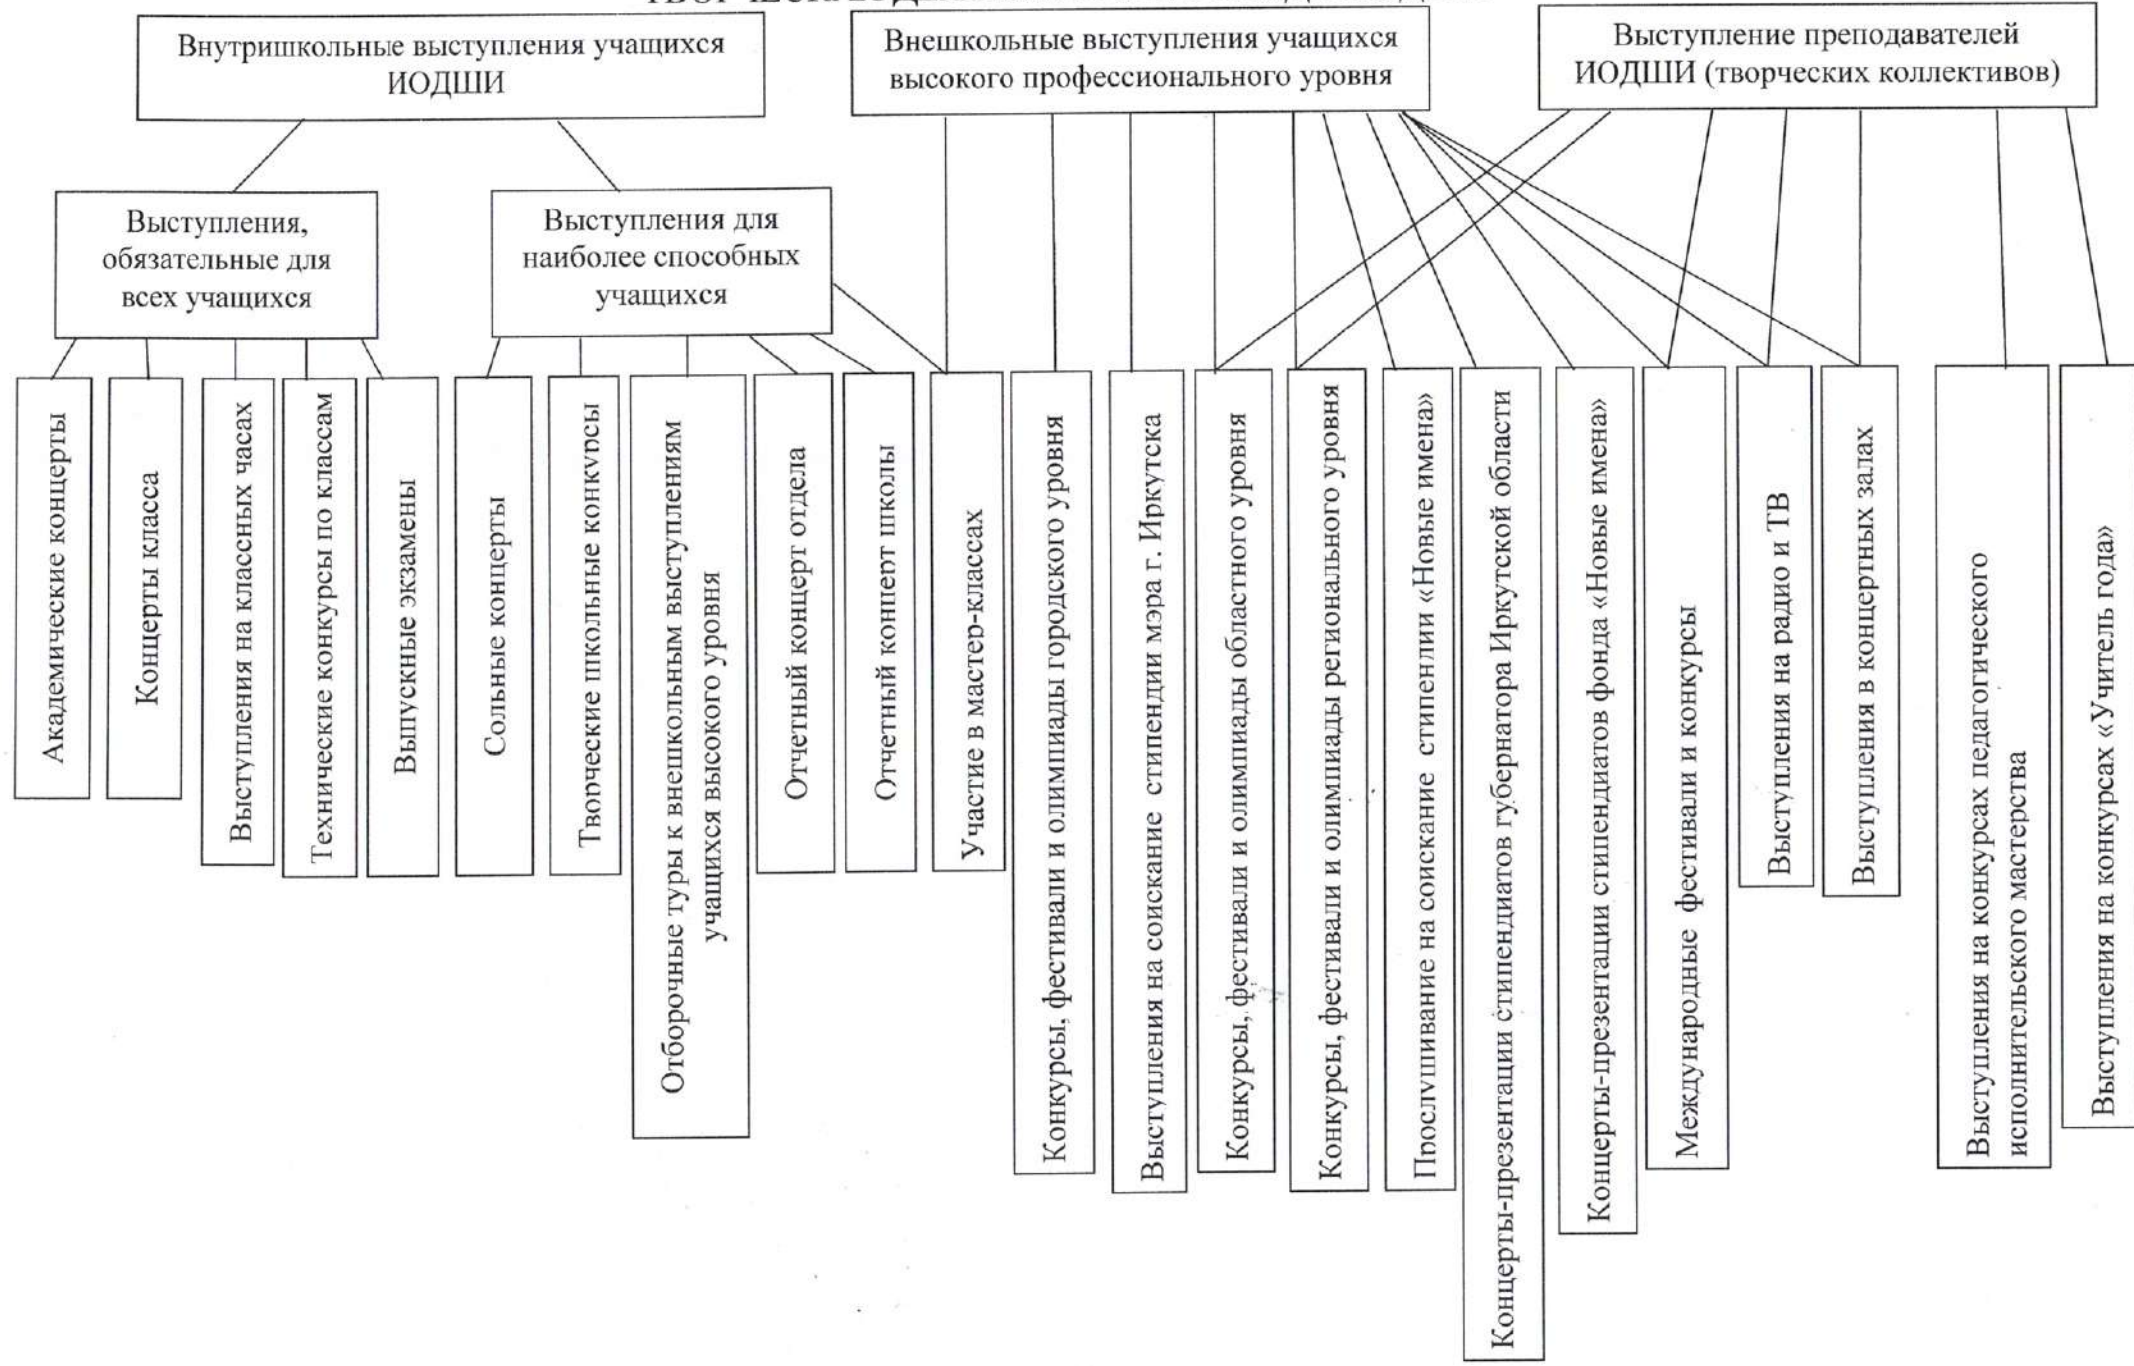 Внутришкольные выступления учащихся
ИОДШИ
Внешкольные выступления учащихся
высокого профессионального уровня
Выступление преподавателей
ИОДШИ (творческих коллективов)
Выступления,
обязательные для
всех учащихся
Выступления для
наиболее способных
учащихся
Академические концерты
Концерты класса
Выступления на классных часах
Технические конкурсы по классам
Выпускные экзамены
Сольные концерты
Творческие школьные конкурсы
Отборочные туры к внешкольным выступлениям
учащихся высокого уровня
Отчетный концерт отдела
Отчетный концерт школы
Участие в мастер-классах
Конкурсы, фестивали и олимпиады городского уровня
Выступления на соискание стипендии мэра г. Иркутска
Конкурсы, фестивали и олимпиады областного уровня
Конкурсы, фестивали и олимпиады регионального уровня
Прослушивание на соискание стипендии «Новые имена»
Концерты-презентации стипендиатов губернатора Иркутской области
Концерты-презентации стипендиатов фонда «Новые имена»
Международные фестивали и конкурсы
Выступления на радио и ТВ
Выступления в концертных залах
Выступления на конкурсах педагогического
исполнительского мастерства
Выступления на конкурсах «Учитель года»